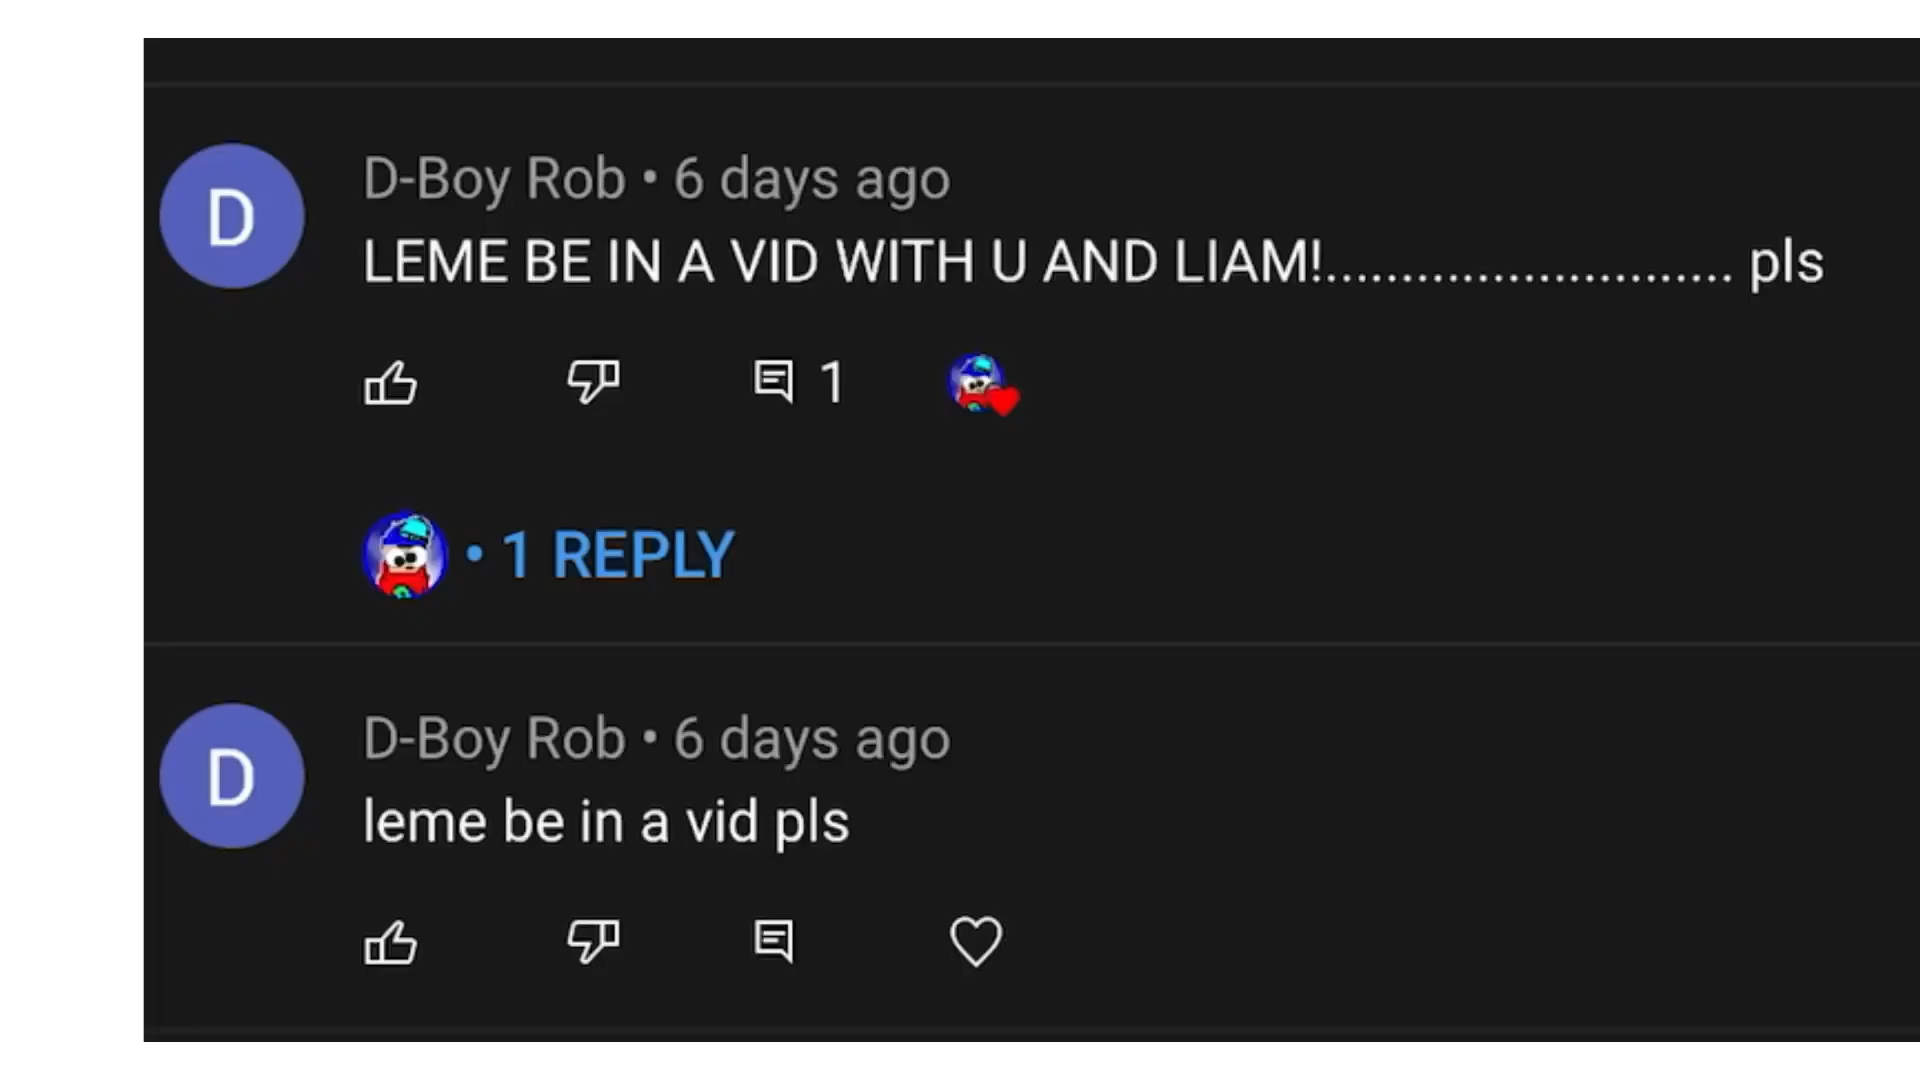 D
D-Boy Rob • 6 days ago
LEME BE IN A VID WITH U AND LIAM!........................... pls
1
• 1 REPLY
D
D-Boy Rob • 6 days ago
leme be in a vid pls